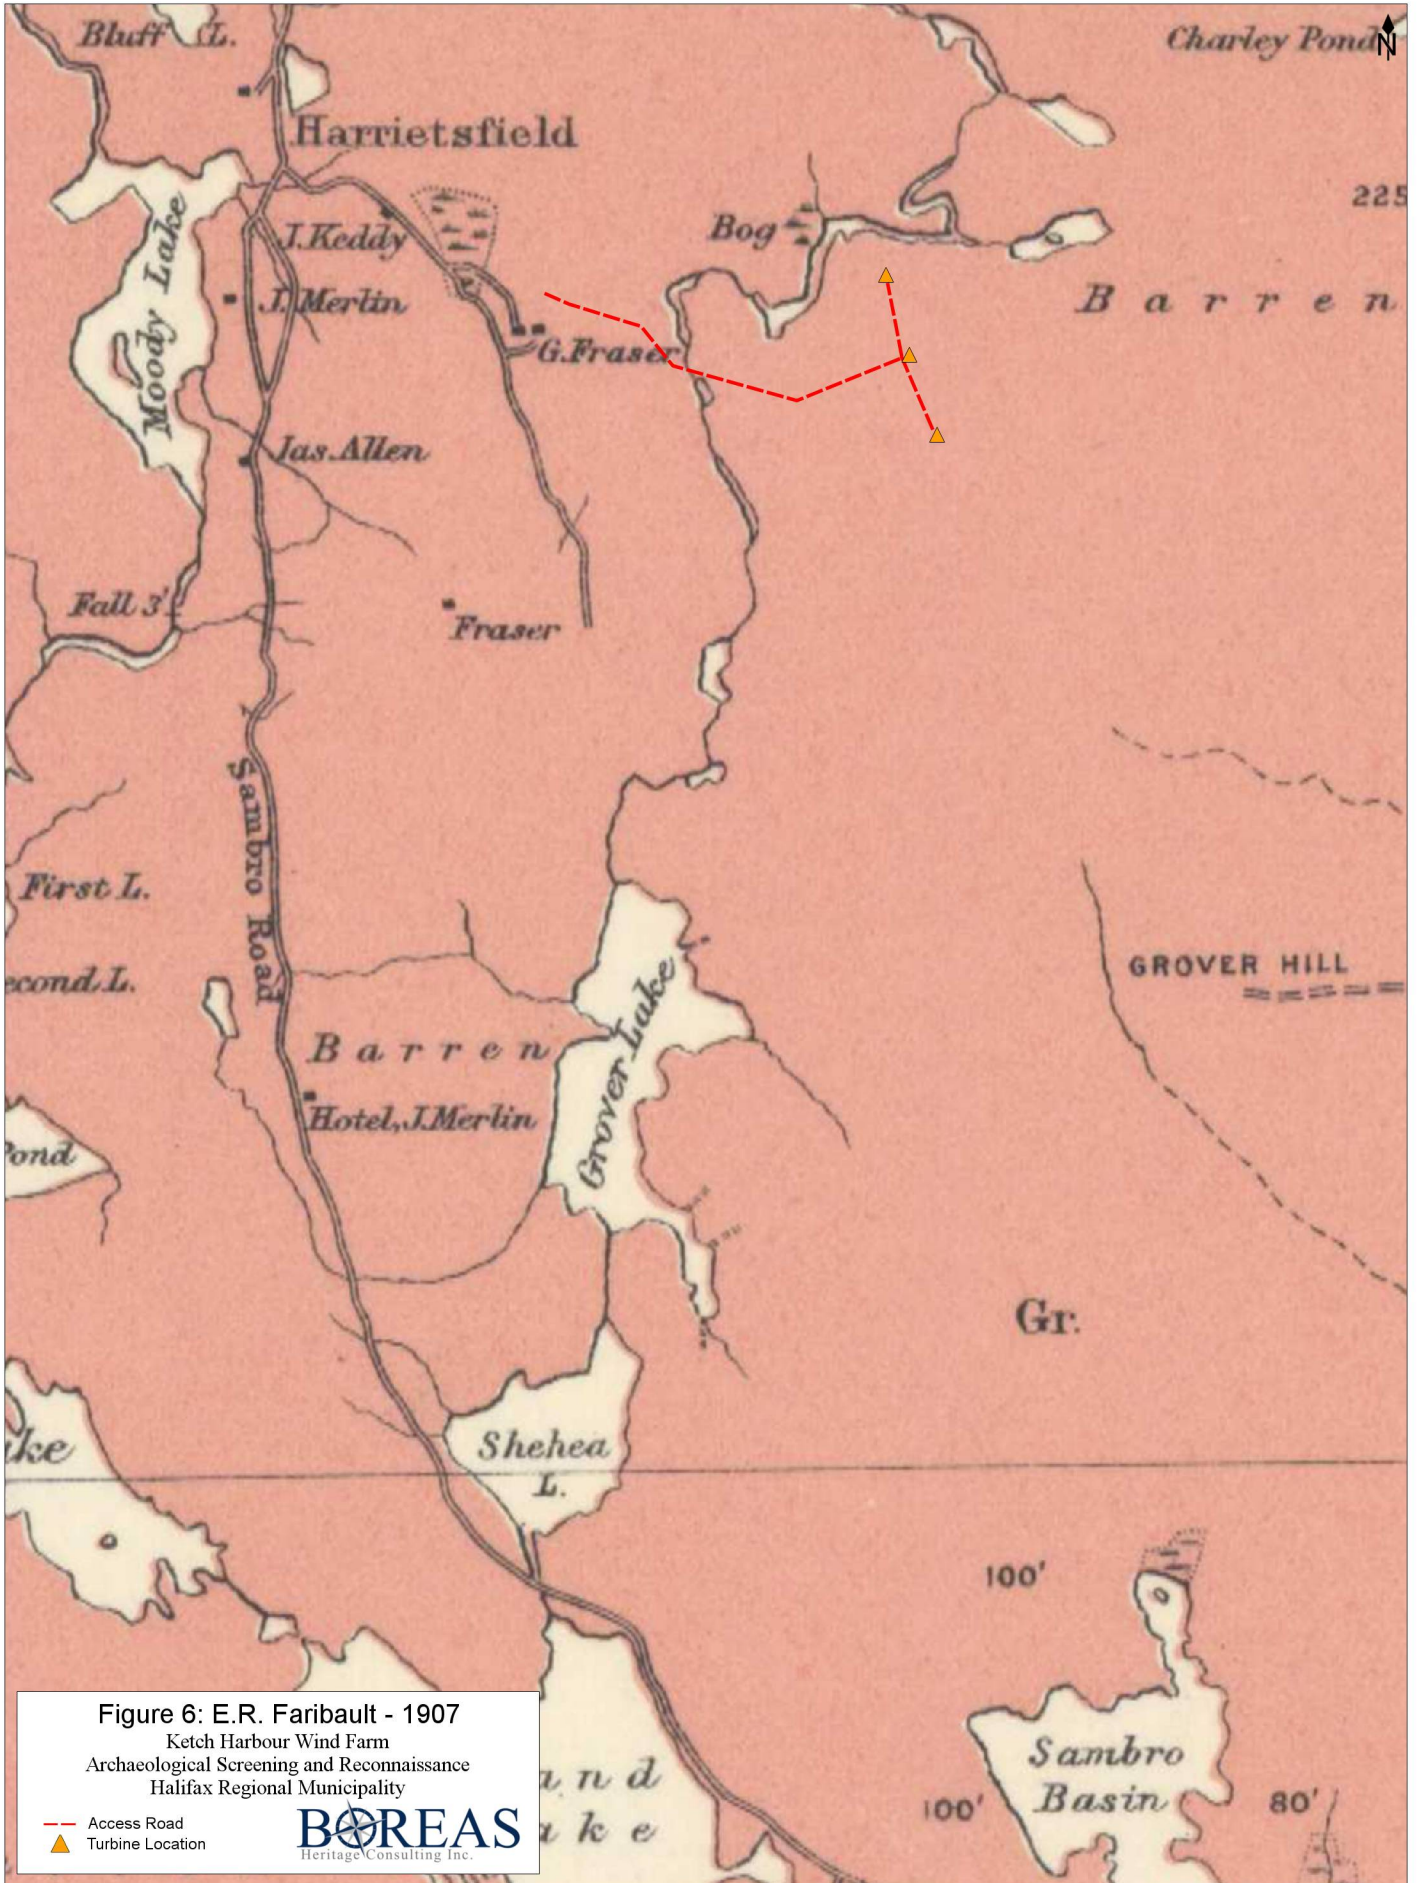 Bluff L.
Charley Pond
N
Harrietsfield
225
J. Keddy
Bog
Moody Lake
J. Merlin
Barren
G. Fraser
Jas. Allen
Fall 3'
Fraser
Sambro Road
First L.
GROVER HILL
econd L.
Grover Lake
Barren
Hotel, J. Merlin
Pond
Gr.
ke
Shehea
L.
100'
Sambro
Basin
100'
80'
and
ake
Figure 6: E.R. Faribault - 1907
Ketch Harbour Wind Farm
Archaeological Screening and Reconnaissance
Halifax Regional Municipality
Access Road
Turbine Location
BOREAS
Heritage Consulting Inc.